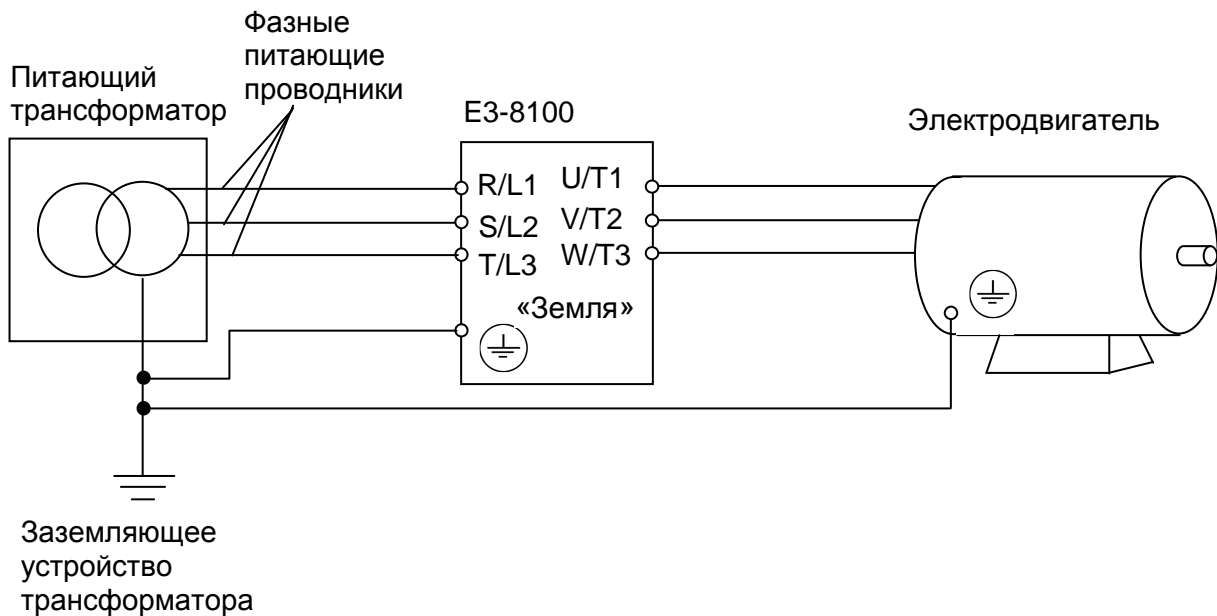 Фазные
питающие
проводники
Питающий
трансформатор
E3-8100
Электродвигатель
R/L1 U/T1
S/L2 V/T2
T/L3 W/T3
«Земля»
Заземляющее
устройство
трансформатора